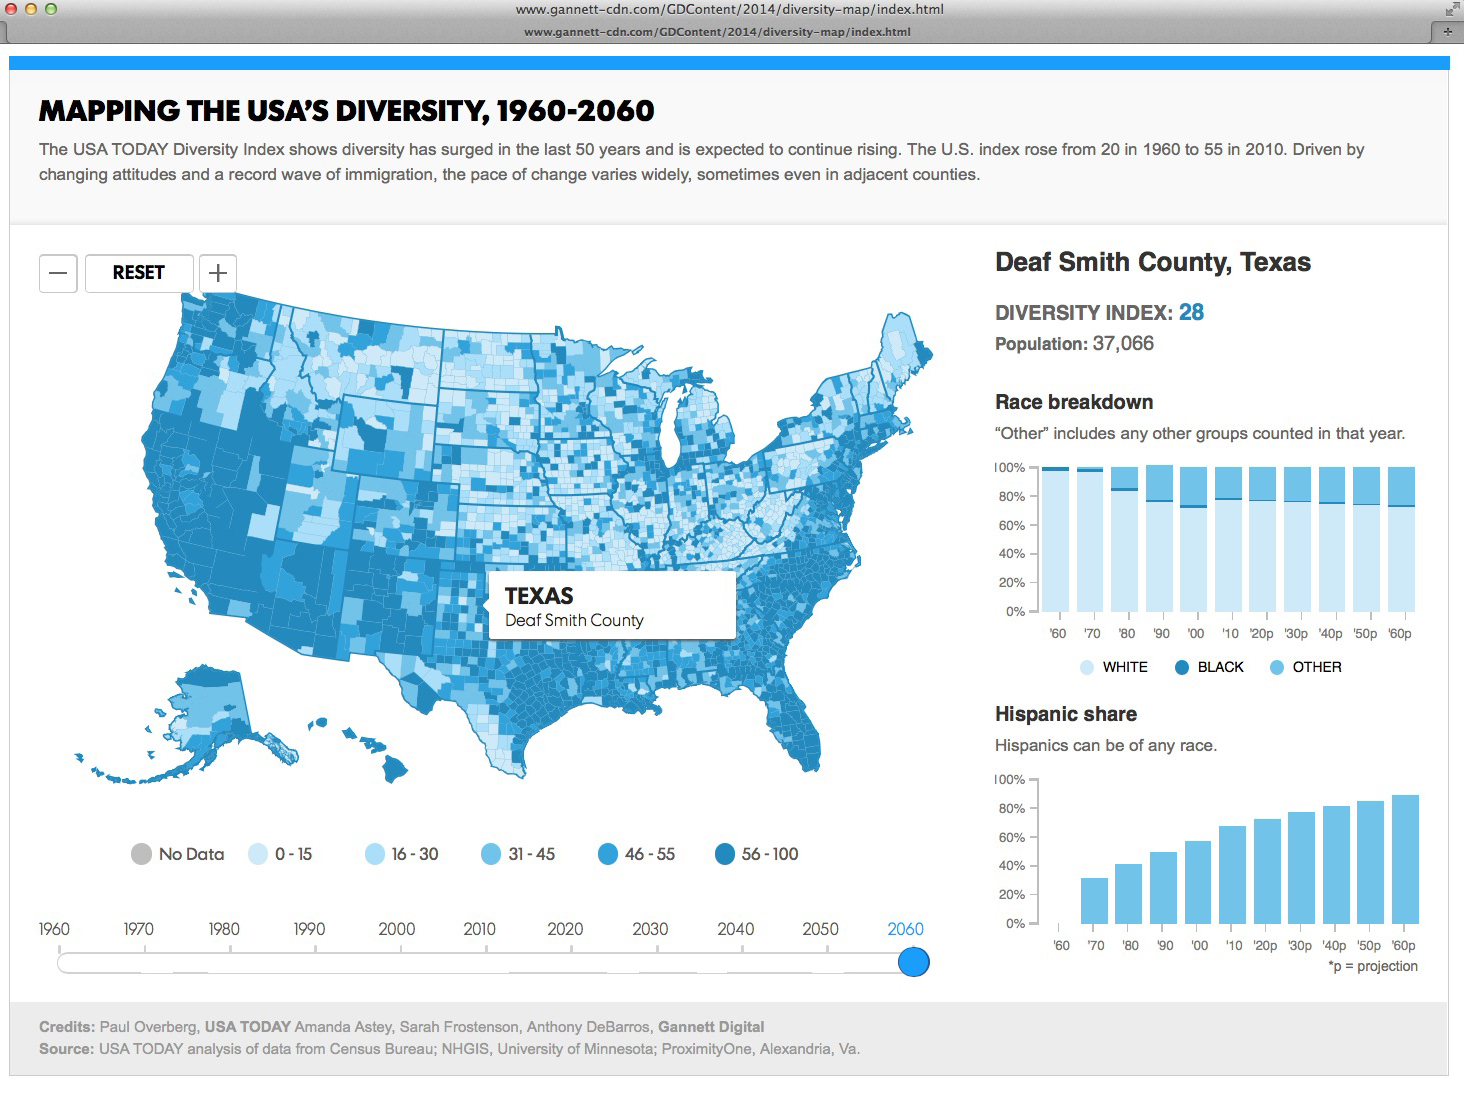 www.gannett-cdn.com/GDContent/2014/diversity-map/index.html
www.gannett-cdn.com/GDContent/2014/diversity-map/index.html
MAPPING THE USA'S DIVERSITY, 1960-2060
The USA TODAY Diversity Index shows diversity has surged in the last 50 years and is expected to continue rising. The U.S. index rose from 20 in 1960 to 55 in 2010. Driven by
changing attitudes and a record wave of immigration, the pace of change varies widely, sometimes even in adjacent counties.
— RESET +
TEXAS
Deaf Smith County
No Data 0 - 15 16 - 30 31 - 45 46 - 55 56 - 100
1960 1970 1980 1990 2000 2010 2020 2030 2040 2050 2060
Deaf Smith County, Texas
DIVERSITY INDEX: 28
Population: 37,066
Race breakdown
“Other” includes any other groups counted in that year.
100%
80%
60%
40%
20%
0%
'60 '70 '80 '90 '00 '10 '20p '30p '40p '50p '60p
WHITE BLACK OTHER
Hispanic share
Hispanics can be of any race.
100%
80%
60%
40%
20%
0%
'60 '70 '80 '90 '00 '10 '20p '30p '40p '50p '60p
*p = projection
Credits: Paul Overberg, USA TODAY Amanda Astey, Sarah Frostenson, Anthony DeBarros, Gannett Digital
Source: USA TODAY analysis of data from Census Bureau; NHGIS, University of Minnesota; ProximityOne, Alexandria, Va.